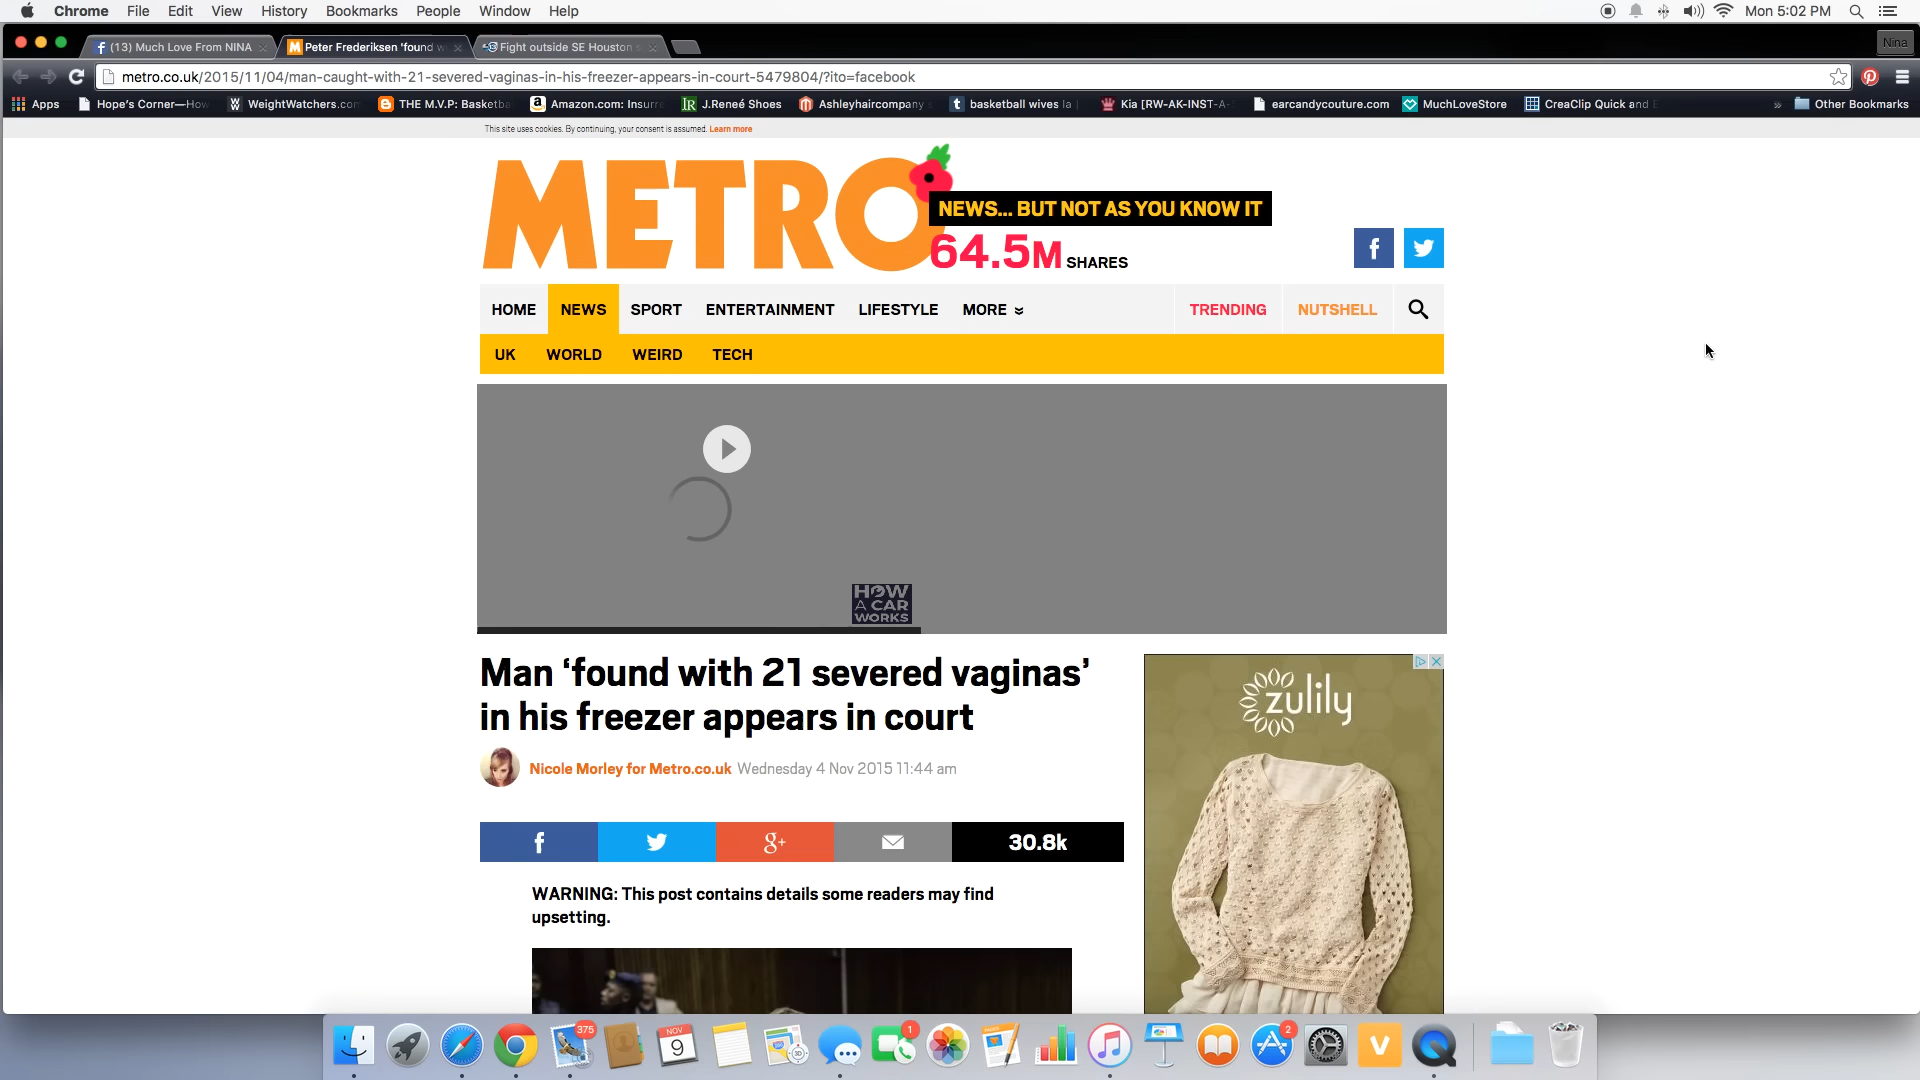 Chrome File Edit View History Bookmarks People Window Help Mon 5:02 PM
(13) Much Love From NINA Peter Frederiksen 'found Fight outside SE Houston Nina
metro.co.uk/2015/11/04/man-caught-with-21-severed-vaginas-in-his-freezer-appears-in-court-5479804/?ito=facebook
Apps Hope's Corner—How WeightWatchers.com THE M.V.P: Basketba Amazon.com: Insur J.Reneé Shoes Ashleyhaircompany basketball wives la Kia [RW-AK-INST-A- earcandycouture.com MuchLoveStore CreaClip Quick and Other Bookmarks
This site uses cookies. By continuing, your consent is assumed. Learn more
METRO
NEWS... BUT NOT AS YOU KNOW IT
64.5M SHARES
HOME NEWS SPORT ENTERTAINMENT LIFESTYLE MORE TRENDING NUTSHELL
UK WORLD WEIRD TECH
HOW
A CAR
WORKS
Man ‘found with 21 severed vaginas’
in his freezer appears in court
zulily
Nicole Morley for Metro.co.uk Wednesday 4 Nov 2015 11:44 am
30.8k
WARNING: This post contains details some readers may find
upsetting.
375
NOV
9
1
2